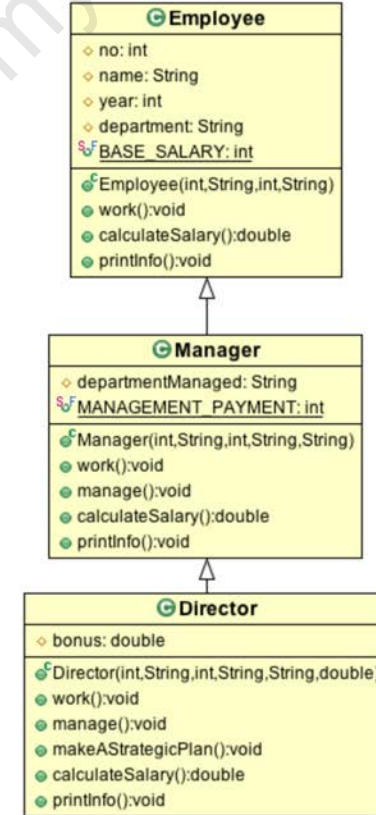 Employee
no: int
name: String
year: int
department: String
BASE_SALARY: int
Employee(int,String,int,String)
work():void
calculateSalary():double
printInfo():void
Manager
departmentManaged: String
MANAGEMENT_PAYMENT: int
Manager(int,String,int,String,String)
work():void
manage():void
calculateSalary():double
printInfo():void
Director
bonus: double
Director(int,String,int,String,String,double)
work():void
manage():void
makeAStrategicPlan():void
calculateSalary():double
printInfo():void